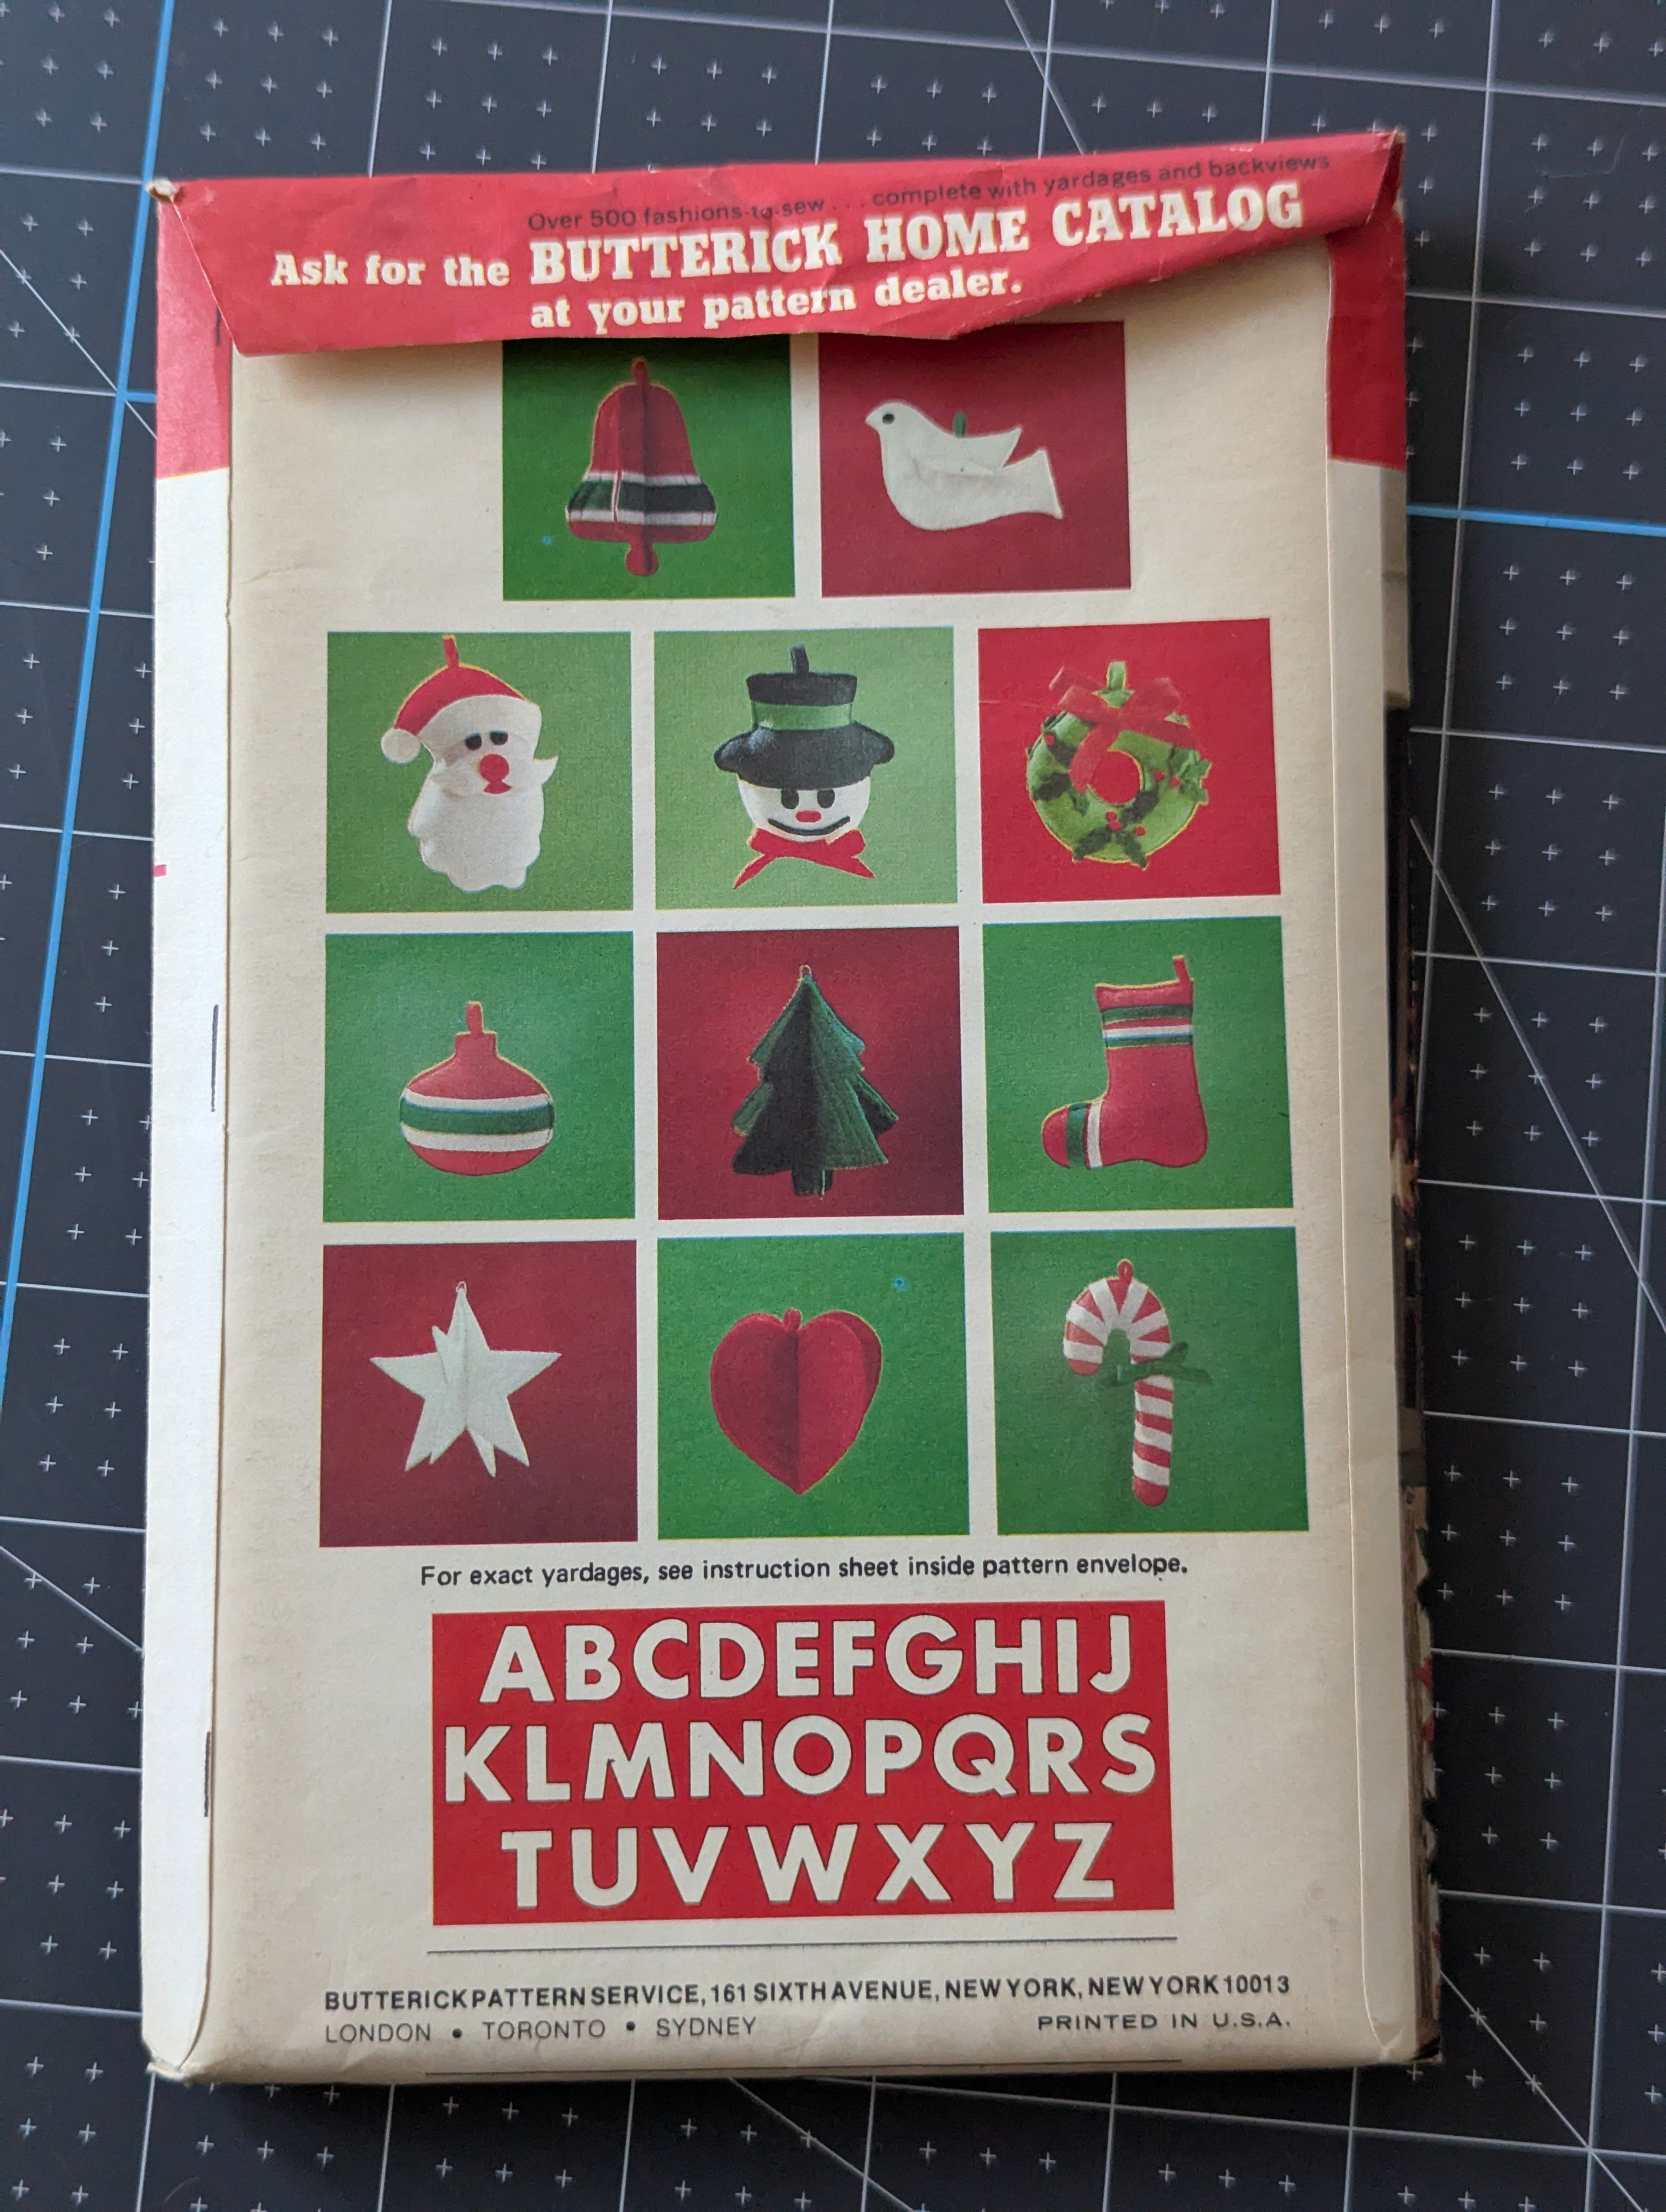 Over 500 fashions-to-sew . . . complete with yardages and backviews
Ask for the BUTTERICK HOME CATALOG
at your pattern dealer.
For exact yardages, see instruction sheet inside pattern envelope.
ABCDEFGHIJ
KLMNOPQRS
TUVWXYZ
BUTTERICK PATTERN SERVICE, 161 SIXTH AVENUE, NEW YORK, NEW YORK 10013
LONDON • TORONTO • SYDNEY PRINTED IN U.S.A.